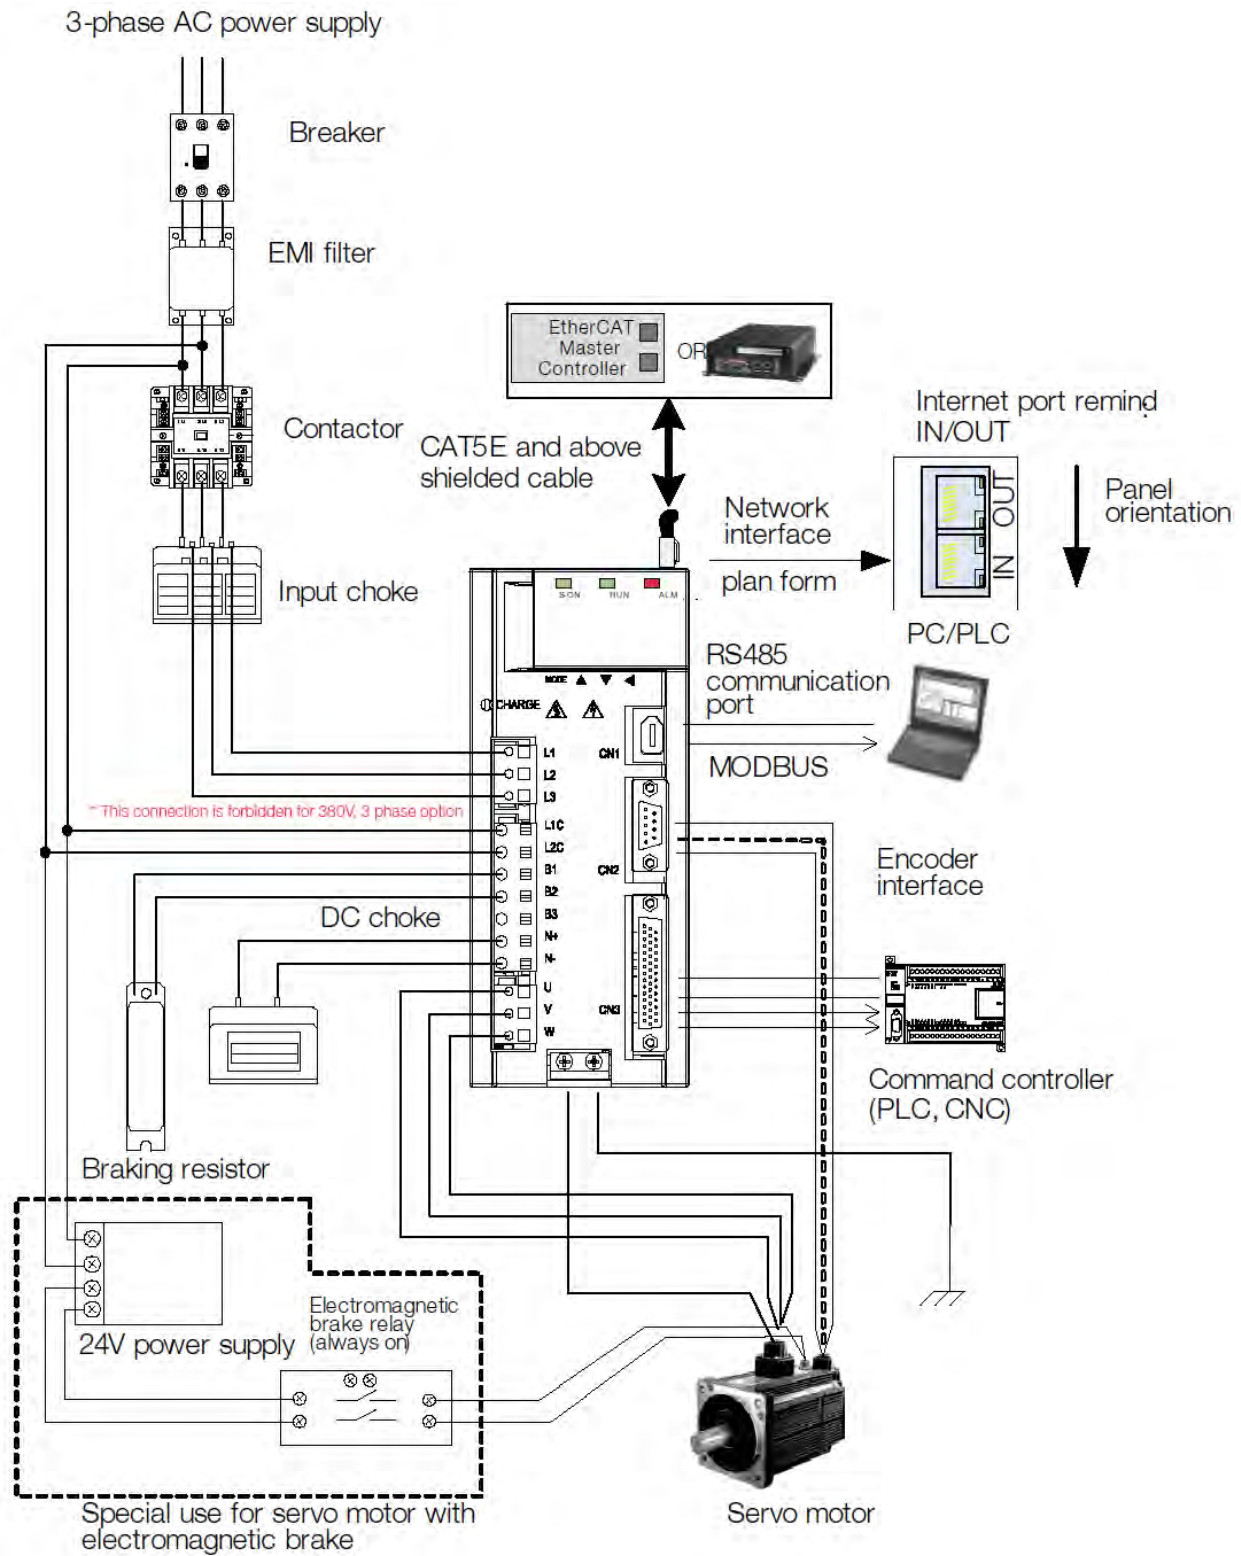 3-phase AC power supply
Breaker
EMI filter
EtherCAT
Master
Controller
OR
Contactor
CAT5E and above
shielded cable
Internet port remind
IN/OUT
OUT
IN
Panel
orientation
Network
interface
plan form
Input choke
S-ON
RUN
ALM
PC/PLC
RS485
communication
port
MODBUS
MODE
CHARGE
L1
L2
L3
CN1
* This connection is forbidden for 380V, 3 phase option
L1C
L2C
B1
B2
B3
N+
N-
U
V
W
CN2
CN3
DC choke
Encoder
interface
Command controller
(PLC, CNC)
Braking resistor
24V power supply
Electromagnetic
brake relay
(always on)
Special use for servo motor with
electromagnetic brake
Servo motor